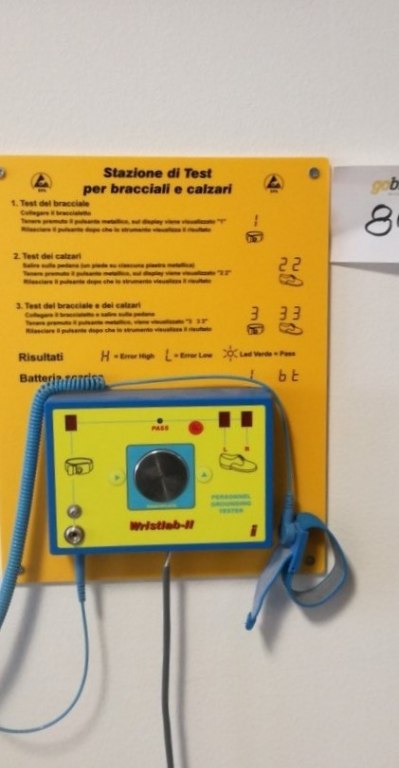 Stazione di Test
per bracciali e calzari
1. Test del bracciale
Collegare il braccialetto
Tenere premuto il pulsante metallico, sul display viene visualizzato "1"
Rilasciare il pulsante dopo che lo strumento visualizza il risultato
1
2. Test dei calzari
Salire sulla pedana (un piede su ciascuna piastra metallica)
Tenere premuto il pulsante metallico, sul display viene visualizzato "2 2"
Rilasciare il pulsante dopo che lo strumento visualizza il risultato
2 2
3. Test del bracciale e dei calzari
Collegare il braccialetto e salire sulla pedana
Tenere premuto il pulsante metallico, viene visualizzato "3 3 3"
Rilasciare il pulsante dopo che lo strumento visualizza il risultato
3 3 3
Risultati H = Error High L = Error Low Led Verde = Pass
Batteria scarica L bt
PASS
L R
PERSONNEL
GROUNDING
TESTER
Wristlab-II